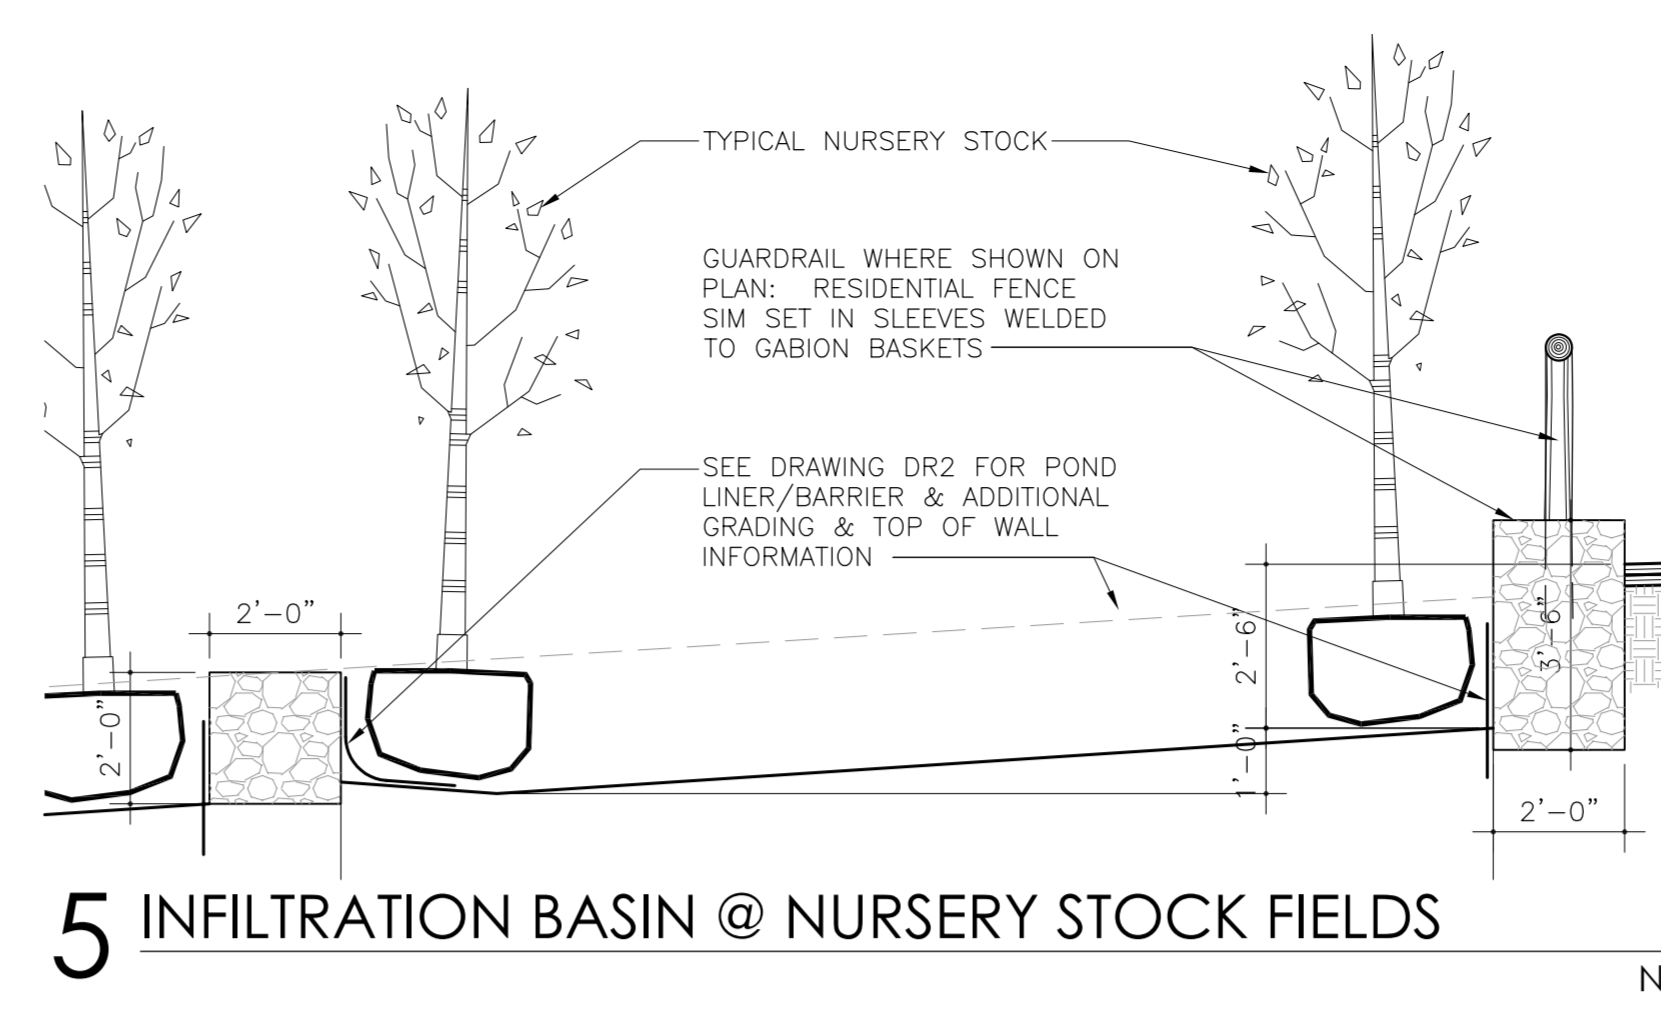 TYPICAL NURSERY STOCK
GUARDRAIL WHERE SHOWN ON
PLAN: RESIDENTIAL FENCE
SIM SET IN SLEEVES WELDED
TO GABION BASKETS
SEE DRAWING DR2 FOR POND
LINER/BARRIER & ADDITIONAL
GRADING & TOP OF WALL
INFORMATION
2'-0"
2'-0"
2'-6"
3'-6"
1'-0"
2'-0"
5 INFILTRATION BASIN @ NURSERY STOCK FIELDS
N